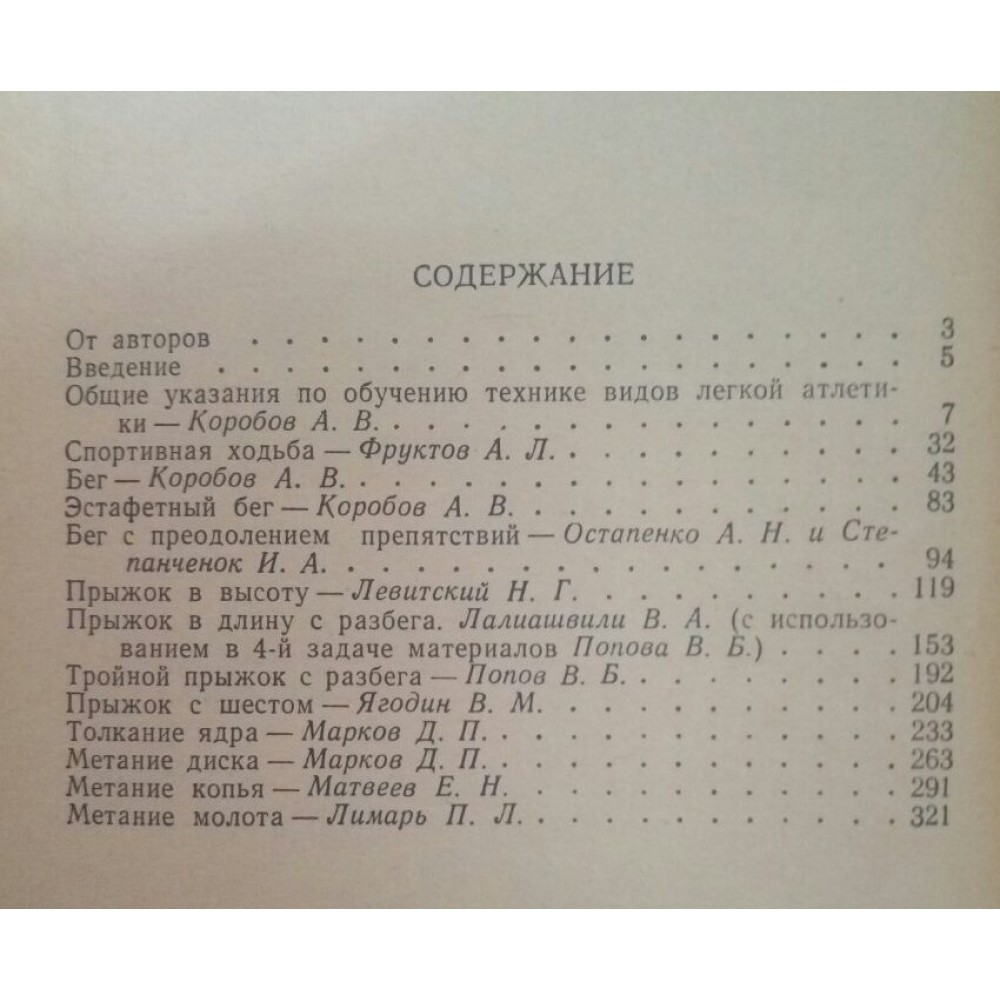 СОДЕРЖАНИЕ
От авторов . . . . . . . . . . . . . . . . . . . 3
Введение . . . . . . . . . . . . . . . . . . . . 5
Общие указания по обучению технике видов легкой атлети-
ки — Коробов А. В. . . . . . . . . . . . . . . . 7
Спортивная ходьба — Фруктов А. Л. . . . . . . . . . 32
Бег — Коробов А. В. . . . . . . . . . . . . . . . 43
Эстафетный бег — Коробов А. В. . . . . . . . . . . 83
Бег с преодолением препятствий — Остапенко А. Н. и Сте-
панченок И. А. . . . . . . . . . . . . . . . . . 94
Прыжок в высоту — Левитский Н. Г. . . . . . . . . . 119
Прыжок в длину с разбега. Лалиашвили В. А. (с использо-
ванием в 4-й задаче материалов Попова В. Б.) . . . . 153
Тройной прыжок с разбега — Попов В. Б. . . . . . . . 192
Прыжок с шестом — Ягодин В. М. . . . . . . . . . . 204
Толкание ядра — Марков Д. П. . . . . . . . . . . . 233
Метание диска — Марков Д. П. . . . . . . . . . . . 263
Метание копья — Матвеев Е. Н. . . . . . . . . . . . 291
Метание молота — Лимарь П. Л. . . . . . . . . . . . 321